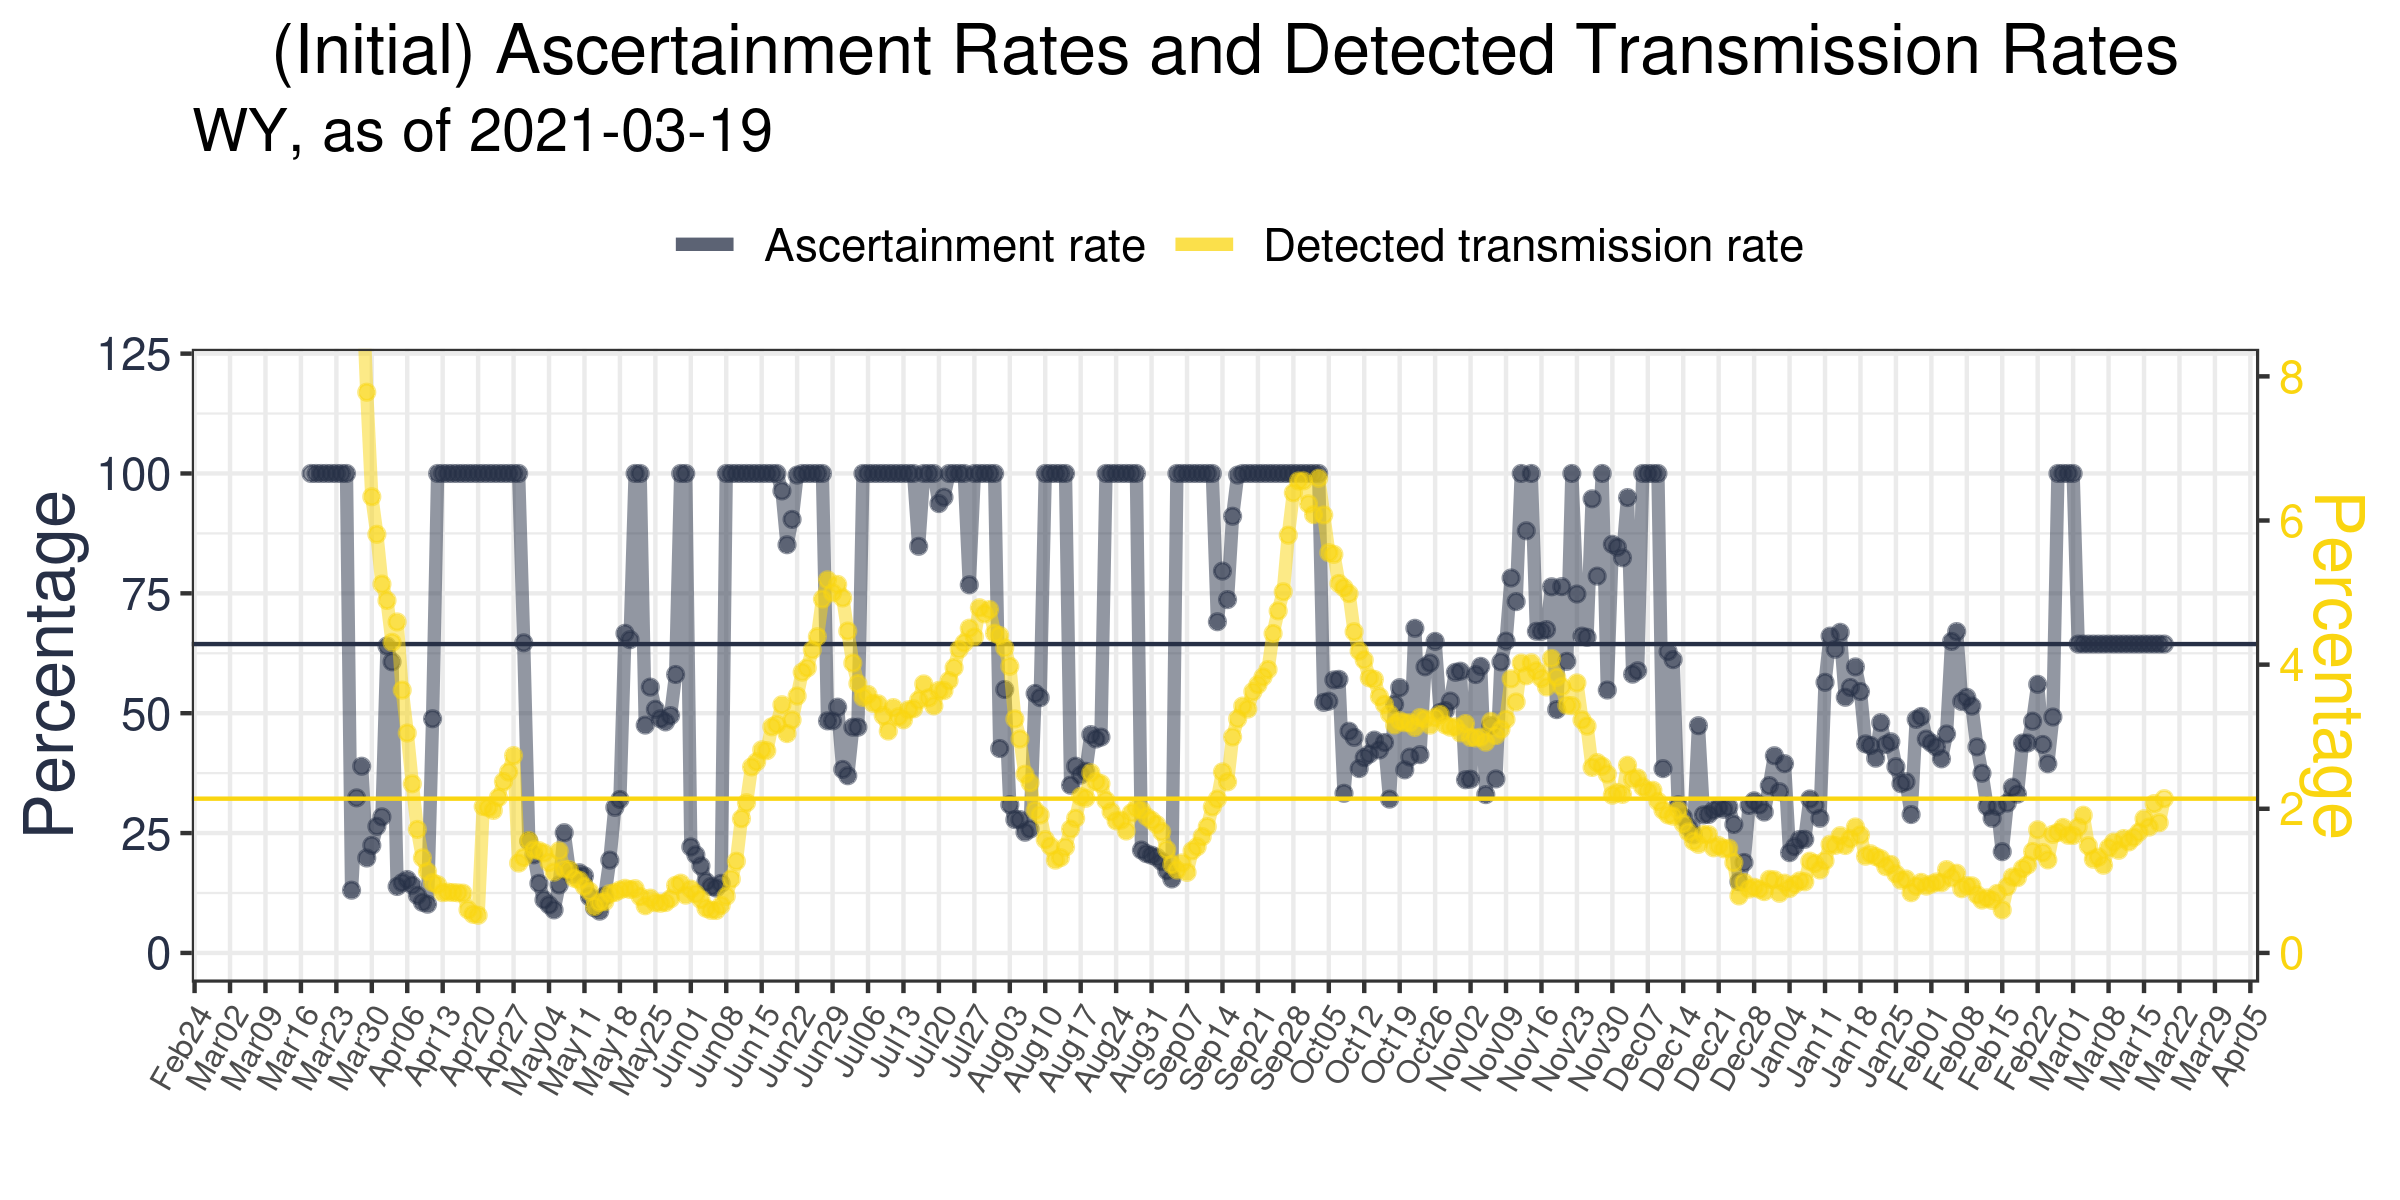 (Initial) Ascertainment Rates and Detected Transmission Rates
WY, as of 2021-03-19
Ascertainment rate
Detected transmission rate
Percentage
125
100
75
50
25
0
8
6
4
2
0
Percentage
Feb24
Mar02
Mar09
Mar16
Mar23
Mar30
Apr06
Apr13
Apr20
Apr27
May04
May11
May18
May25
Jun01
Jun08
Jun15
Jun22
Jun29
Jul06
Jul13
Jul20
Jul27
Aug03
Aug10
Aug17
Aug24
Aug31
Sep07
Sep14
Sep21
Sep28
Oct05
Oct12
Oct19
Oct26
Nov02
Nov09
Nov16
Nov23
Nov30
Dec07
Dec14
Dec21
Dec28
Jan04
Jan11
Jan18
Jan25
Feb01
Feb08
Feb15
Feb22
Mar01
Mar08
Mar15
Mar22
Mar29
Apr05